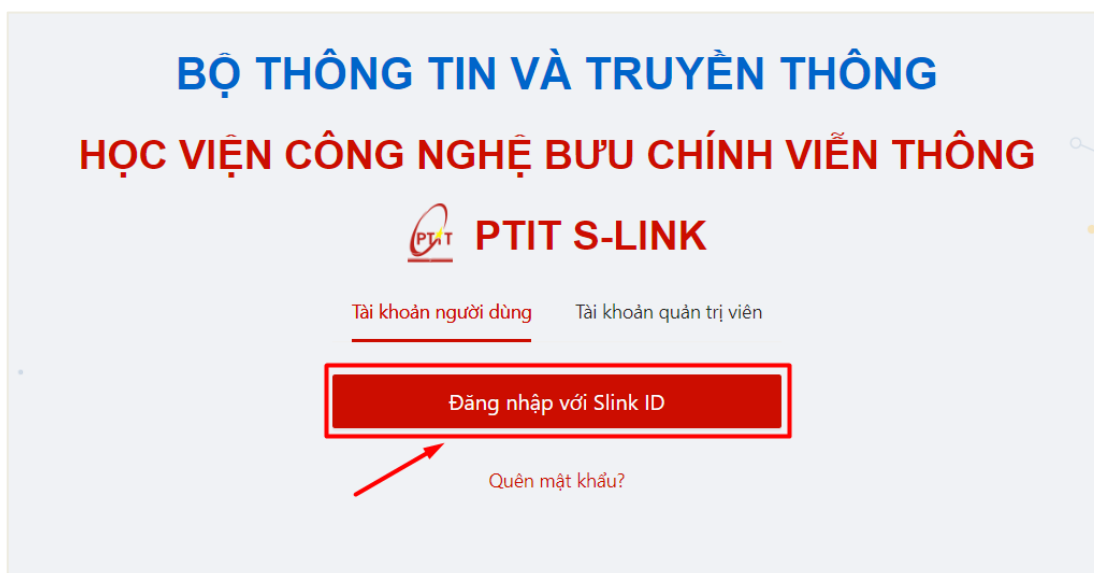 BỘ THÔNG TIN VÀ TRUYỀN THÔNG
HỌC VIỆN CÔNG NGHỆ BƯU CHÍNH VIỄN THÔNG
PTIT PTIT S-LINK
Tài khoản người dùng Tài khoản quản trị viên
Đăng nhập với Slink ID
Quên mật khẩu?